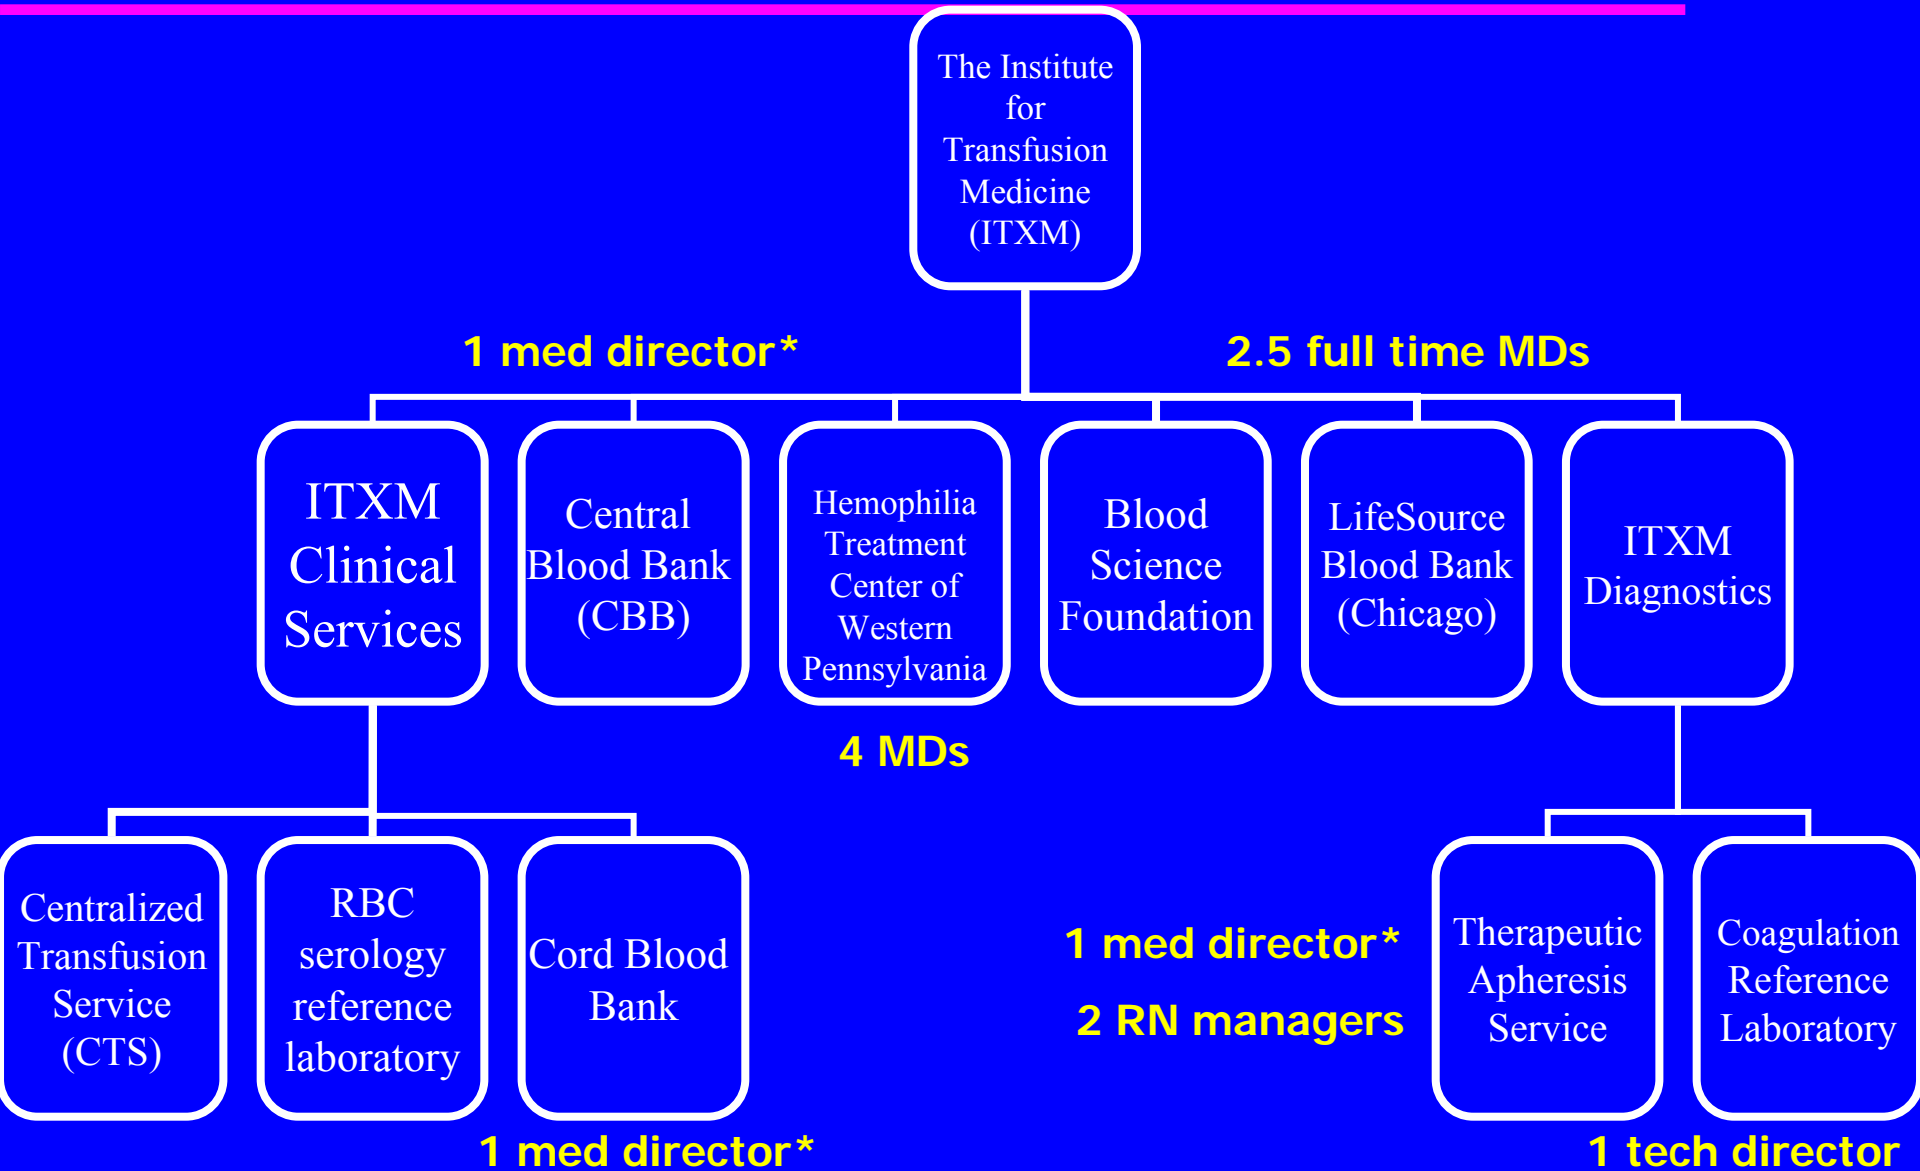 The Institute
for
Transfusion
Medicine
(ITXM)
1 med director*
2.5 full time MDs
ITXM
Clinical
Services
Central
Blood Bank
(CBB)
Hemophilia
Treatment
Center of
Western
Pennsylvania
Blood
Science
Foundation
LifeSource
Blood Bank
(Chicago)
ITXM
Diagnostics
4 MDs
Centralized
Transfusion
Service
(CTS)
RBC
serology
reference
laboratory
Cord Blood
Bank
1 med director*
2 RN managers
Therapeutic
Apheresis
Service
Coagulation
Reference
Laboratory
1 med director*
1 tech director